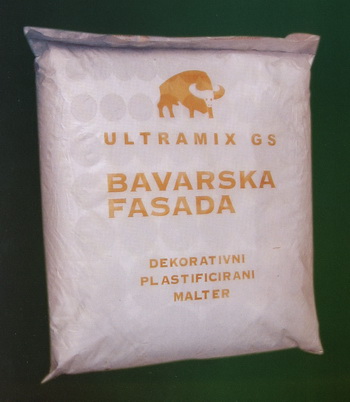 ULTRAMIX GS
BAVARSKA
FASADA
DEKORATIVNI
PLASTIFICIRANI
MALTER